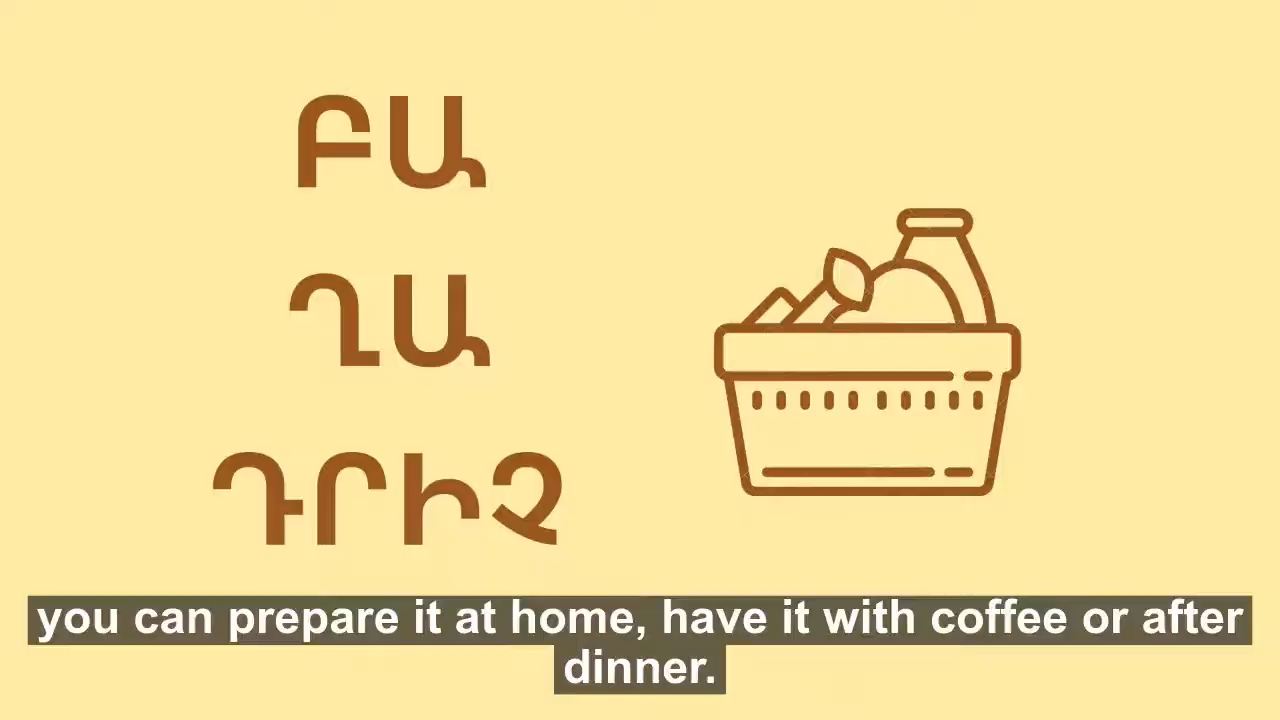 ԲԱ
ՂԱ
ԴՐԻՉ
you can prepare it at home, have it with coffee or after
dinner.